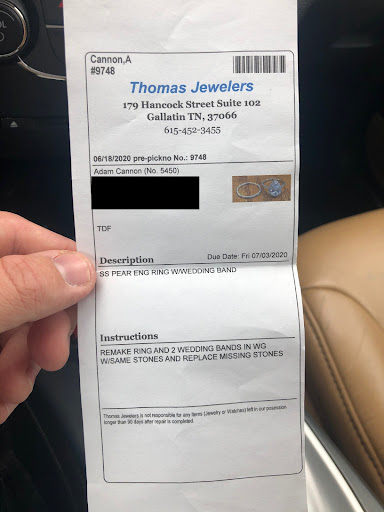 Cannon,A
#9748
Thomas Jewelers
179 Hancock Street Suite 102
Gallatin TN, 37066
615-452-3455
06/18/2020 pre-pickno No.: 9748
Adam Cannon (No. 5450)
TDF
Description Due Date: Fri 07/03/2020
SS PEAR ENG RING W/WEDDING BAND
Instructions
REMAKE RING AND 2 WEDDING BANDS IN WG
W/SAME STONES AND REPLACE MISSING STONES
Thomas Jewelers is not responsible for any items (Jewelry or Watches) left in our possession
longer than 90 days after repair is completed.